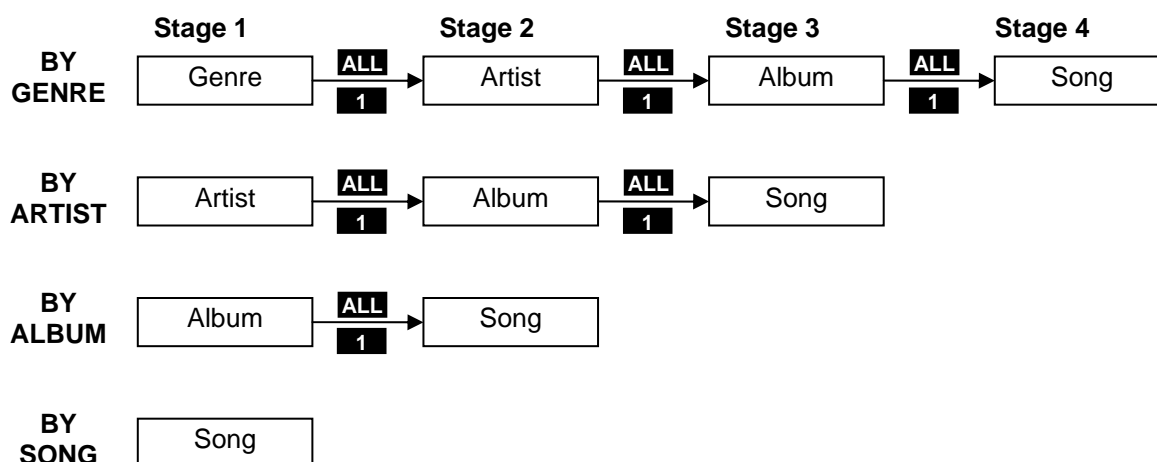 Stage 1 Stage 2 Stage 3 Stage 4
BY
GENRE
Genre ALL 1 Artist ALL 1 Album ALL 1 Song
BY
ARTIST
Artist ALL 1 Album ALL 1 Song
BY
ALBUM
Album ALL 1 Song
BY
SONG
Song